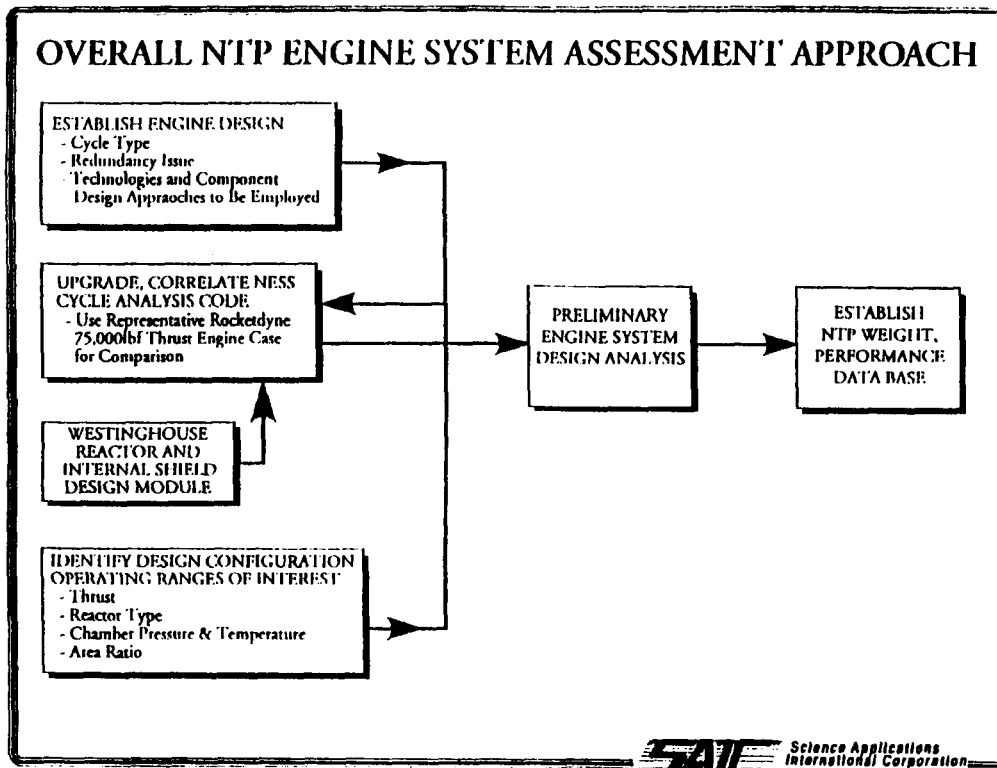 OVERALL NTP ENGINE SYSTEM ASSESSMENT APPROACH
ESTABLISH ENGINE DESIGN
- Cycle Type
- Redundancy Issue
- Technologies and Component
Design Appraoches to Be Employed
UPGRADE, CORRELATE NESS
CYCLE ANALYSIS CODE
- Use Representative Rocketdyne
75,000lbf Thrust Engine Case
for Comparison
WESTINGHOUSE
REACTOR AND
INTERNAL SHIELD
DESIGN MODULE
IDENTIFY DESIGN CONFIGURATION
OPERATING RANGES OF INTEREST
- Thrust
- Reactor Type
- Chamber Pressure & Temperature
- Area Ratio
PRELIMINARY
ENGINE SYSTEM
DESIGN ANALYSIS
ESTABLISH
NTP WEIGHT,
PERFORMANCE
DATA BASE
SAIC
Science Applications
International Corporation